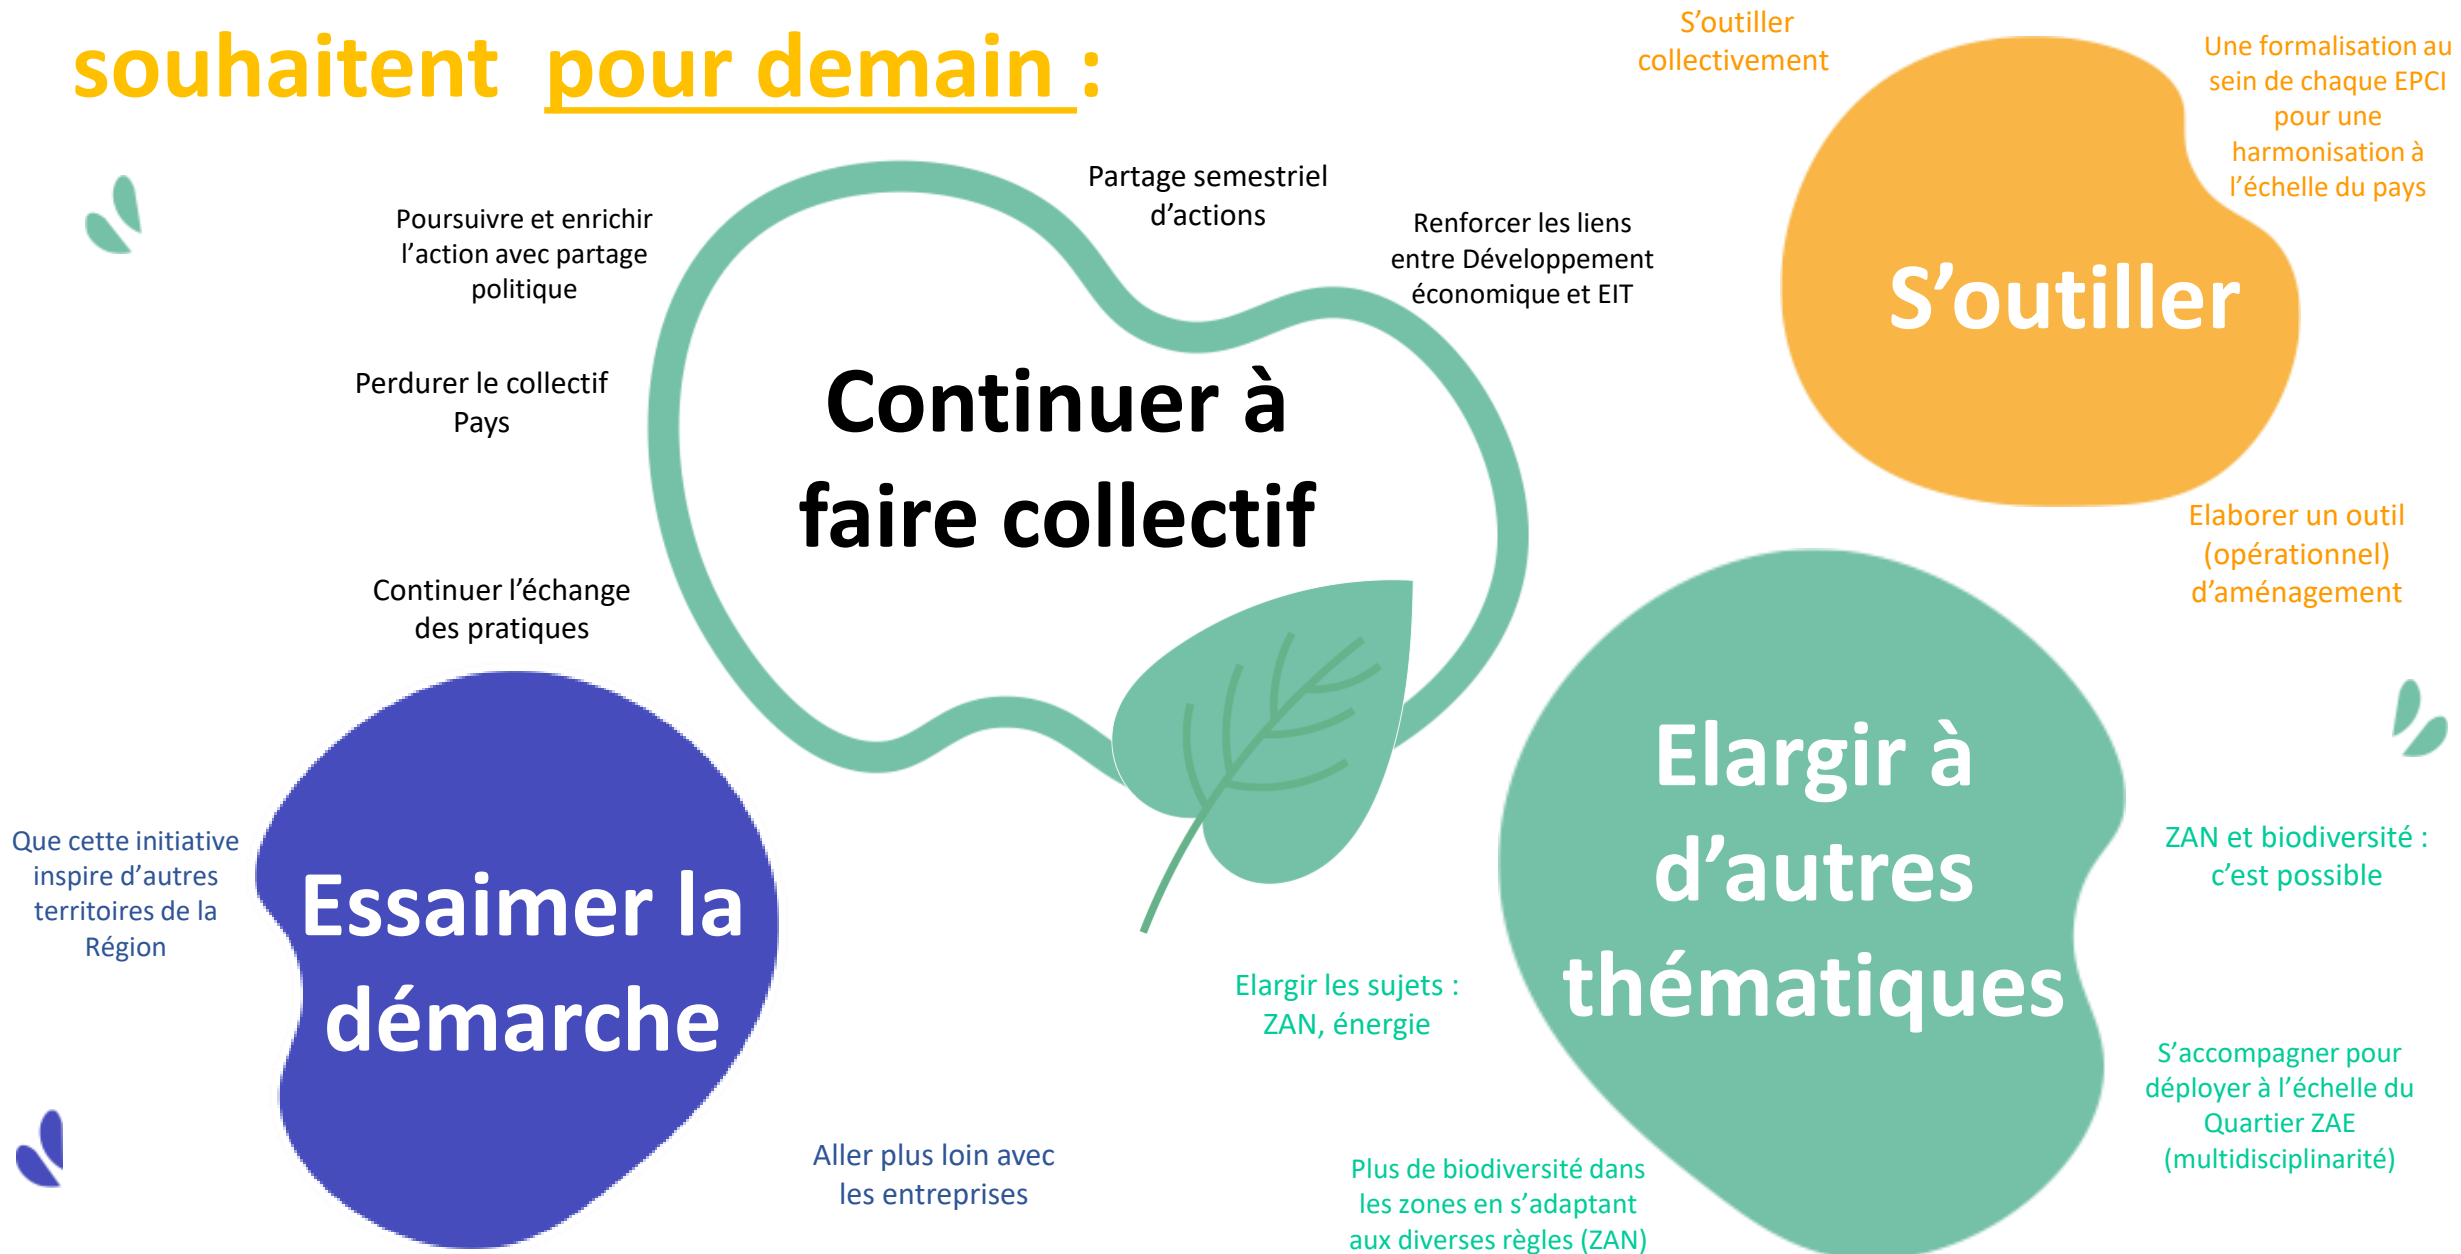 souhaitent pour demain :
Poursuivre et enrichir
l’action avec partage
politique
Partage semestriel
d’actions
Renforcer les liens
entre Développement
économique et EIT
Perdurer le collectif
Pays
Continuer à
faire collectif
Continuer l’échange
des pratiques
S’outiller
collectivement
Une formalisation au
sein de chaque EPCI
pour une
harmonisation à
l’échelle du pays
S’outiller
Elaborer un outil
(opérationnel)
d’aménagement
Que cette initiative
inspire d’autres
territoires de la
Région
Essaimer la
démarche
Aller plus loin avec
les entreprises
Elargir à
d’autres
thématiques
ZAN et biodiversité :
c’est possible
Elargir les sujets :
ZAN, énergie
S’accompagner pour
déployer à l’échelle du
Quartier ZAE
(multidisciplinarité)
Plus de biodiversité dans
les zones en s’adaptant
aux diverses règles (ZAN)